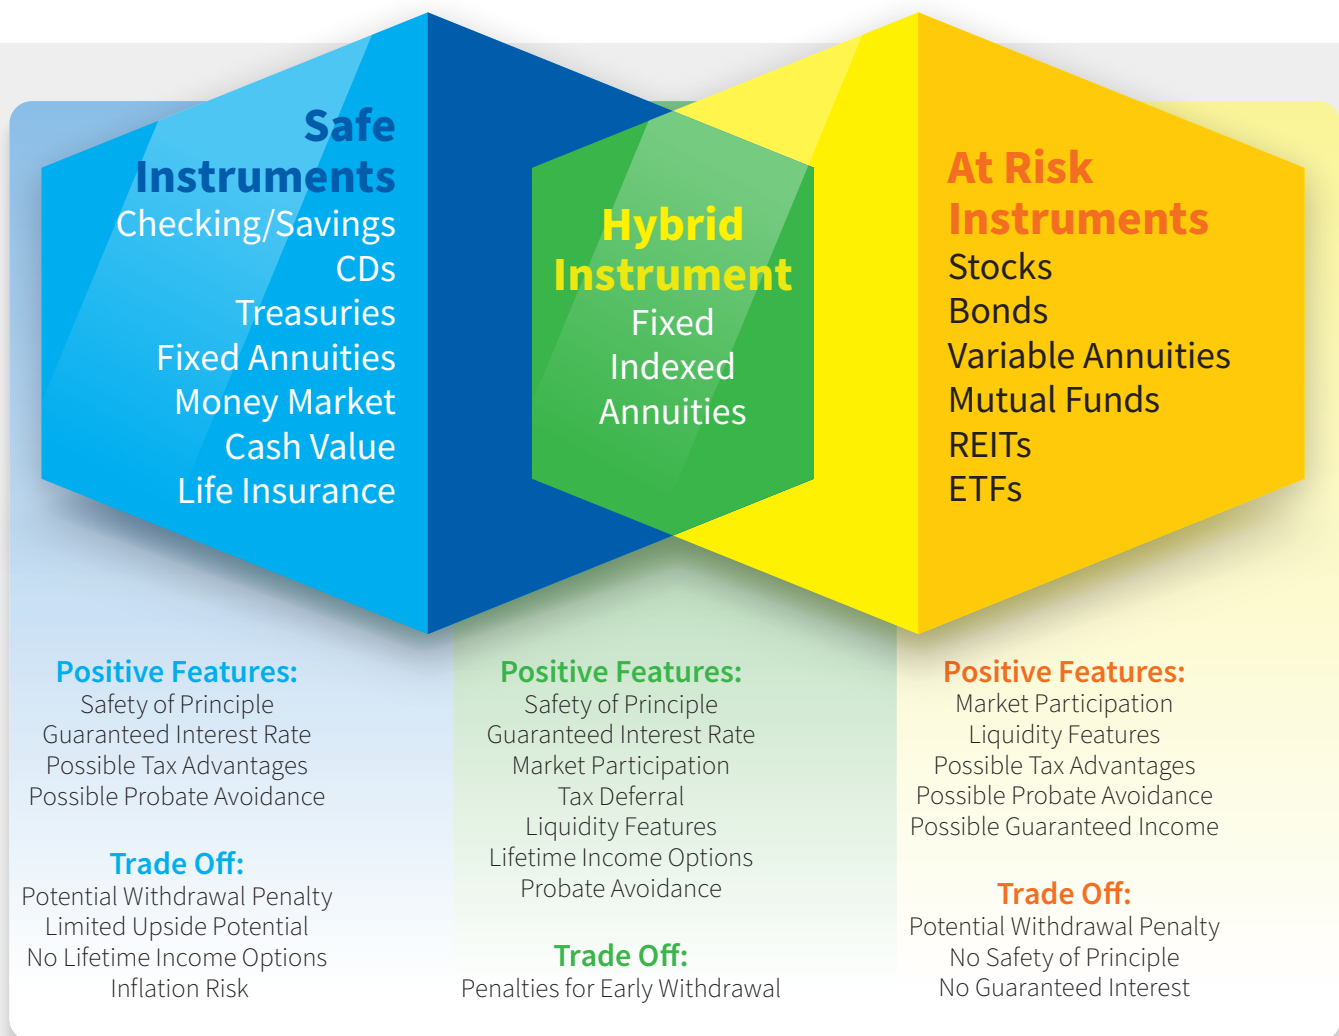 Safe
Instruments
Checking/Savings
CDs
Treasuries
Fixed Annuities
Money Market
Cash Value
Life Insurance
Hybrid
Instrument
Fixed
Indexed
Annuities
At Risk
Instruments
Stocks
Bonds
Variable Annuities
Mutual Funds
REITs
ETFs
Positive Features:
Safety of Principle
Guaranteed Interest Rate
Possible Tax Advantages
Possible Probate Avoidance
Trade Off:
Potential Withdrawal Penalty
Limited Upside Potential
No Lifetime Income Options
Inflation Risk
Positive Features:
Safety of Principle
Guaranteed Interest Rate
Market Participation
Tax Deferral
Liquidity Features
Lifetime Income Options
Probate Avoidance
Trade Off:
Penalties for Early Withdrawal
Positive Features:
Market Participation
Liquidity Features
Possible Tax Advantages
Possible Probate Avoidance
Possible Guaranteed Income
Trade Off:
Potential Withdrawal Penalty
No Safety of Principle
No Guaranteed Interest